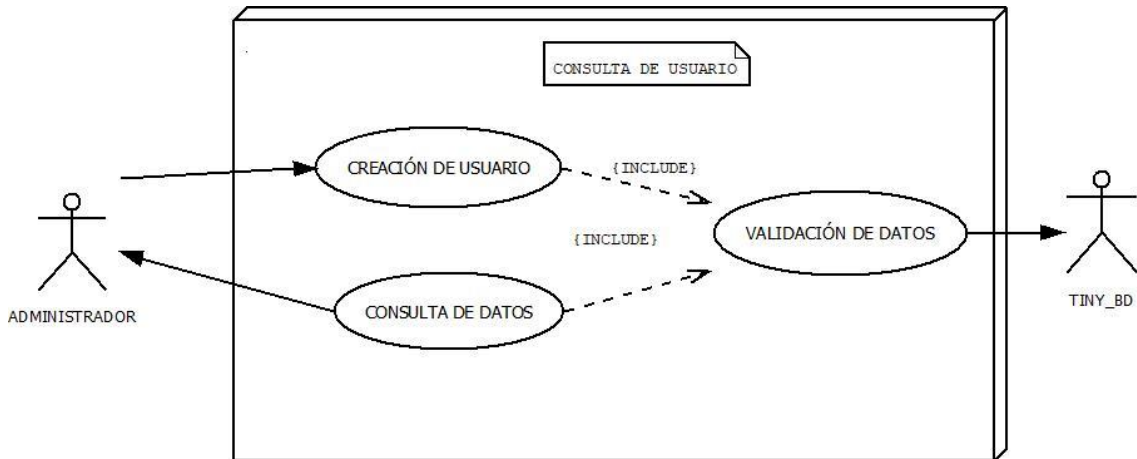 CONSULTA DE USUARIO
CREACIÓN DE USUARIO
{INCLUDE}
{INCLUDE}
VALIDACIÓN DE DATOS
CONSULTA DE DATOS
ADMINISTRADOR
TINY_BD